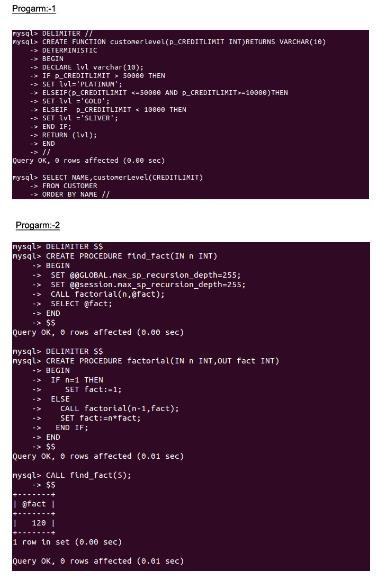 Progarm:-1
mysql> DELIMITER //
mysql> CREATE FUNCTION customerlevel(p_CREDITLIMIT INT)RETURNS VARCHAR(10)
-> DETERMINISTIC
-> BEGIN
-> DECLARE lvl varchar(10);
-> IF p_CREDITLIMIT > 50000 THEN
-> SET lvl='PLATINUM';
-> ELSEIF(p_CREDITLIMIT <=50000 AND p_CREDITLIMIT>=10000)THEN
-> SET lvl ='GOLD';
-> ELSEIF p_CREDITLIMIT < 10000 THEN
-> SET lvl ='SLIVER';
-> END IF;
-> RETURN (lvl);
-> END
-> //
Query OK, 0 rows affected (0.00 sec)
mysql> SELECT NAME,customerLevel(CREDITLIMIT)
-> FROM CUSTOMER
-> ORDER BY NAME //
Progarm:-2
mysql> DELIMITER $$
mysql> CREATE PROCEDURE find_fact(IN n INT)
-> BEGIN
-> SET @@GLOBAL.max_sp_recursion_depth=255;
-> SET @@session.max_sp_recursion_depth=255;
-> CALL factorial(n,@fact);
-> SELECT @fact;
-> END
-> $$
Query OK, 0 rows affected (0.00 sec)
mysql> DELIMITER $$
mysql> CREATE PROCEDURE factorial(IN n INT,OUT fact INT)
-> BEGIN
-> IF n=1 THEN
-> SET fact:=1;
-> ELSE
-> CALL factorial(n-1,fact);
-> SET fact:=n*fact;
-> END IF;
-> END
-> $$
Query OK, 0 rows affected (0.01 sec)
mysql> CALL find_fact(5);
-> $$
+-------+
| @fact |
+-------+
| 120 |
+-------+
1 row in set (0.00 sec)
Query OK, 0 rows affected (0.01 sec)